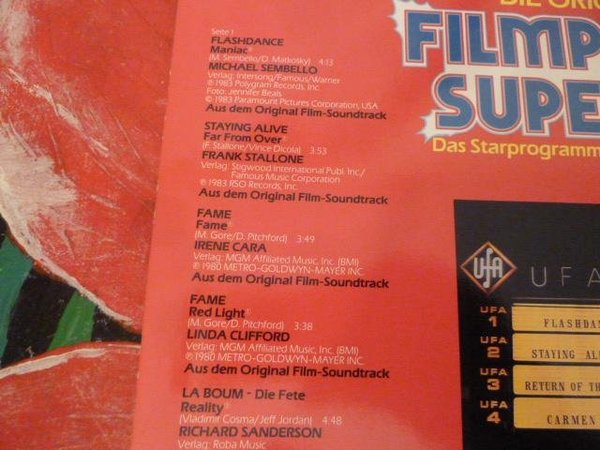 Seite 1
FLASHDANCE
Maniac
(M. Sembello/D. Matkosky) 4:13
MICHAEL SEMBELLO
Verlag: Intersong/Famous/Warner
℗ 1983 Polygram Records, Inc.
Foto: Jennifer Beals
© 1983 Paramount Pictures Corporation, USA
Aus dem Original Film-Soundtrack
STAYING ALIVE
Far From Over
(F. Stallone/Vince Dicola) 3:53
FRANK STALLONE
Verlag: Stigwood International Publ. Inc./
Famous Music Corporation
℗ 1983 RSO Records, Inc.
Aus dem Original Film-Soundtrack
FAME
Fame
(M. Gore/D. Pitchford) 3:49
IRENE CARA
Verlag: MGM Affiliated Music, Inc. (BMI)
℗ 1980 METRO-GOLDWYN-MAYER INC.
Aus dem Original Film-Soundtrack
FAME
Red Light
(M. Gore/D. Pitchford) 3:38
LINDA CLIFFORD
Verlag: MGM Affiliated Music, Inc. (BMI)
℗ 1980 METRO-GOLDWYN-MAYER INC.
Aus dem Original Film-Soundtrack
LA BOUM - Die Fete
Reality
(Vladimir Cosma/Jeff Jordan) 4:48
RICHARD SANDERSON
Verlag: Roba Music
DIE ORIG
FILMP
SUPE
Das Starprogramm
UfA
UFA
UFA 1 FLASHDAN
UFA 2 STAYING AL
UFA 3 RETURN OF TH
UFA 4 CARMEN